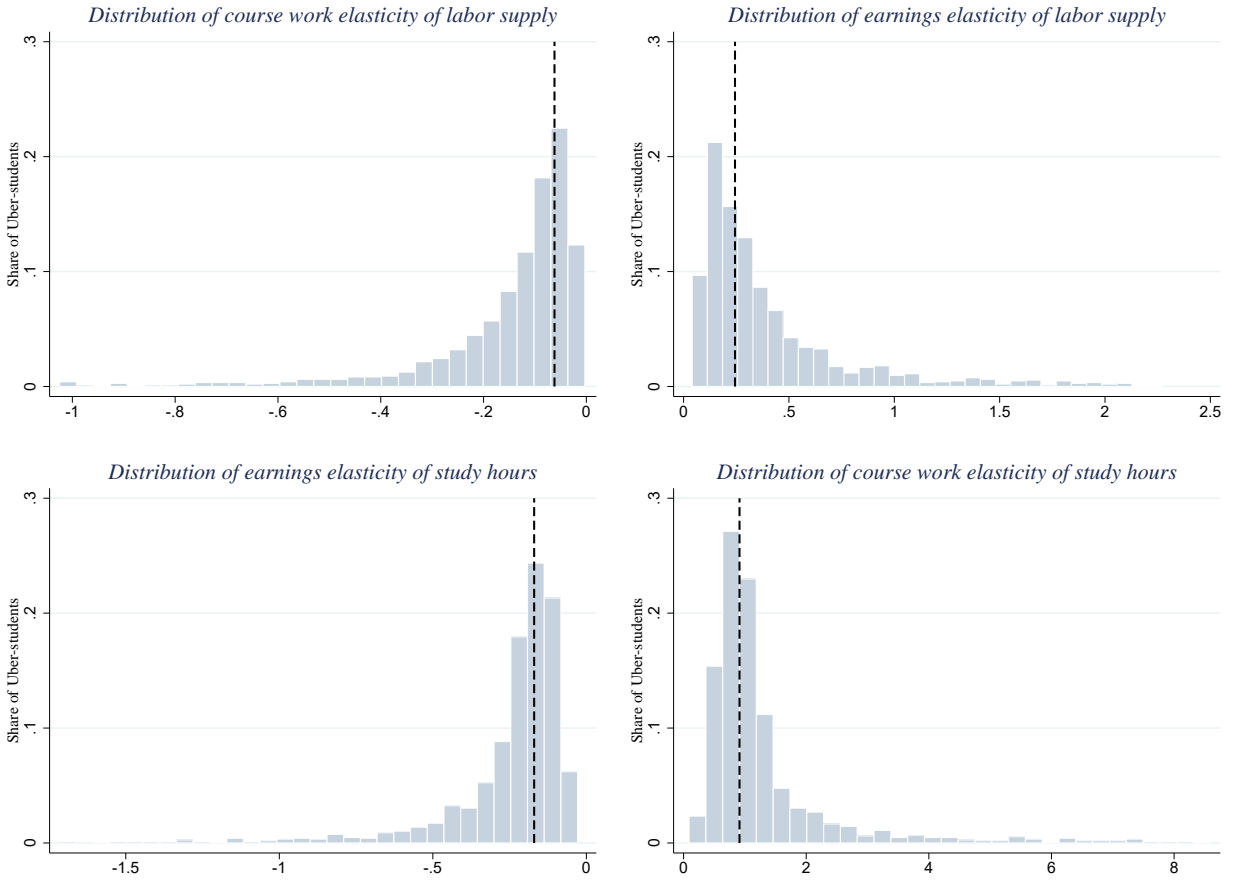 Distribution of course work elasticity of labor supply
Share of Uber-students
.3
.2
.1
0
-1 -.8 -.6 -.4 -.2 0
Distribution of earnings elasticity of labor supply
Share of Uber-students
.3
.2
.1
0
0 .5 1 1.5 2 2.5
Distribution of earnings elasticity of study hours
Share of Uber-students
.3
.2
.1
0
-1.5 -1 -.5 0
Distribution of course work elasticity of study hours
Share of Uber-students
.3
.2
.1
0
0 2 4 6 8